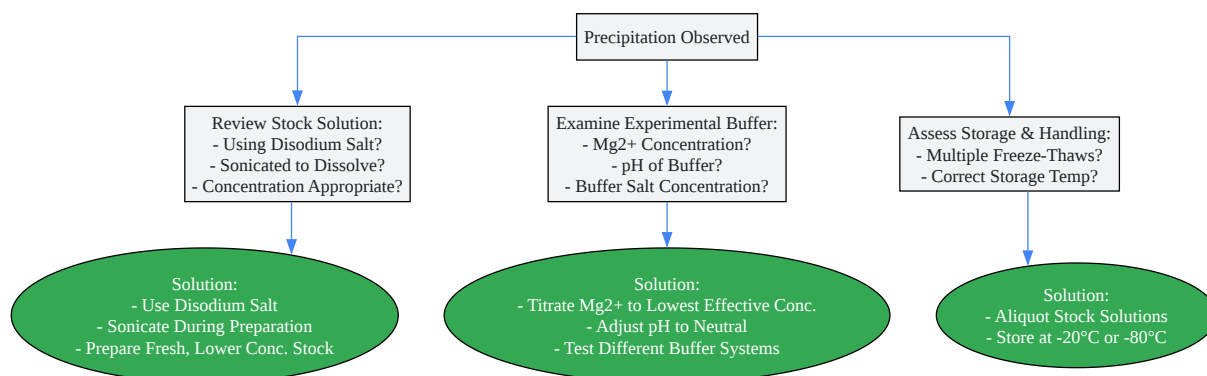 Precipitation Observed
Review Stock Solution:
- Using Disodium Salt?
- Sonicated to Dissolve?
- Concentration Appropriate?
Examine Experimental Buffer:
- Mg2+ Concentration?
- pH of Buffer?
- Buffer Salt Concentration?
Assess Storage & Handling:
- Multiple Freeze-Thaws?
- Correct Storage Temp?
Solution:
- Use Disodium Salt
- Sonicate During Preparation
- Prepare Fresh, Lower Conc. Stock
Solution:
- Titrate Mg2+ to Lowest Effective Conc.
- Adjust pH to Neutral
- Test Different Buffer Systems
Solution:
- Aliquot Stock Solutions
- Store at -20°C or -80°C